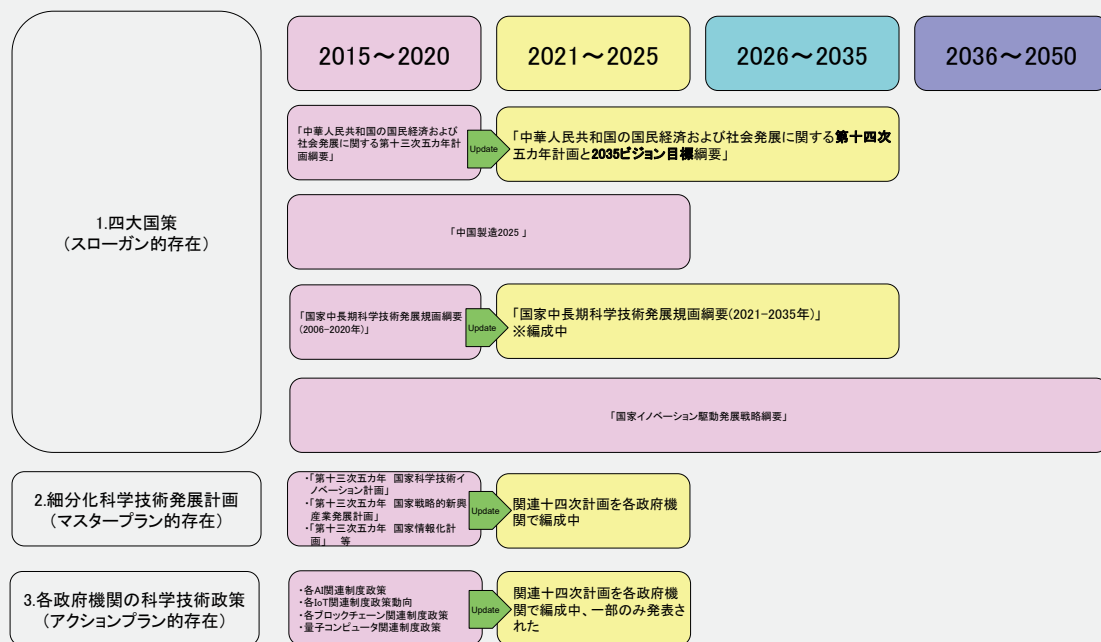 2015～2020
2021～2025
2026～2035
2036～2050
1.四大国策
（スローガン的存在）
「中華人民共和国の国民経済および
社会発展に関する第十三次五カ年計
画綱要」
Update
「中華人民共和国の国民経済および社会発展に関する第十四次
五カ年計画と2035ビジョン目標綱要」
「中国製造2025 」
「国家中長期科学技術発展規画綱要
(2006-2020年)」
Update
「国家中長期科学技術発展規画綱要(2021-2035年)」
※編成中
「国家イノベーション駆動発展戦略綱要」
2.細分化科学技術発展計画
（マスタープラン的存在）
・「第十三次五カ年 国家科学技術イ
ノベーション計画」
・「第十三次五カ年 国家戦略的新興
産業発展計画」
・「第十三次五カ年 国家情報化計
画」 等
Update
関連十四次計画を各政府機
関で編成中
3.各政府機関の科学技術政策
（アクションプラン的存在）
・各AI関連制度政策
・各IoT関連制度政策動向
・各ブロックチェーン関連制度政策
・量子コンピュータ関連制度政策
Update
関連十四次計画を各政府機
関で編成中、一部のみ発表さ
れた